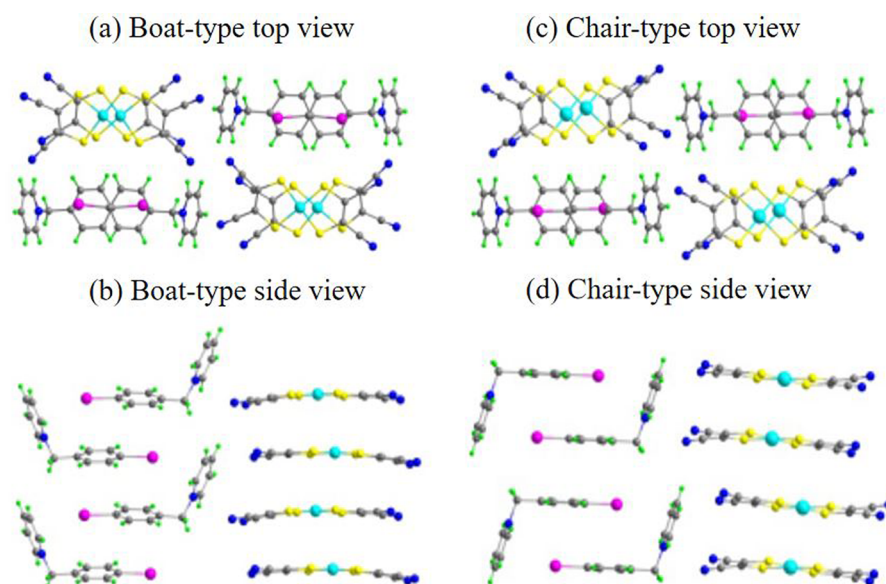 (a) Boat-type top view
(c) Chair-type top view
(b) Boat-type side view
(d) Chair-type side view